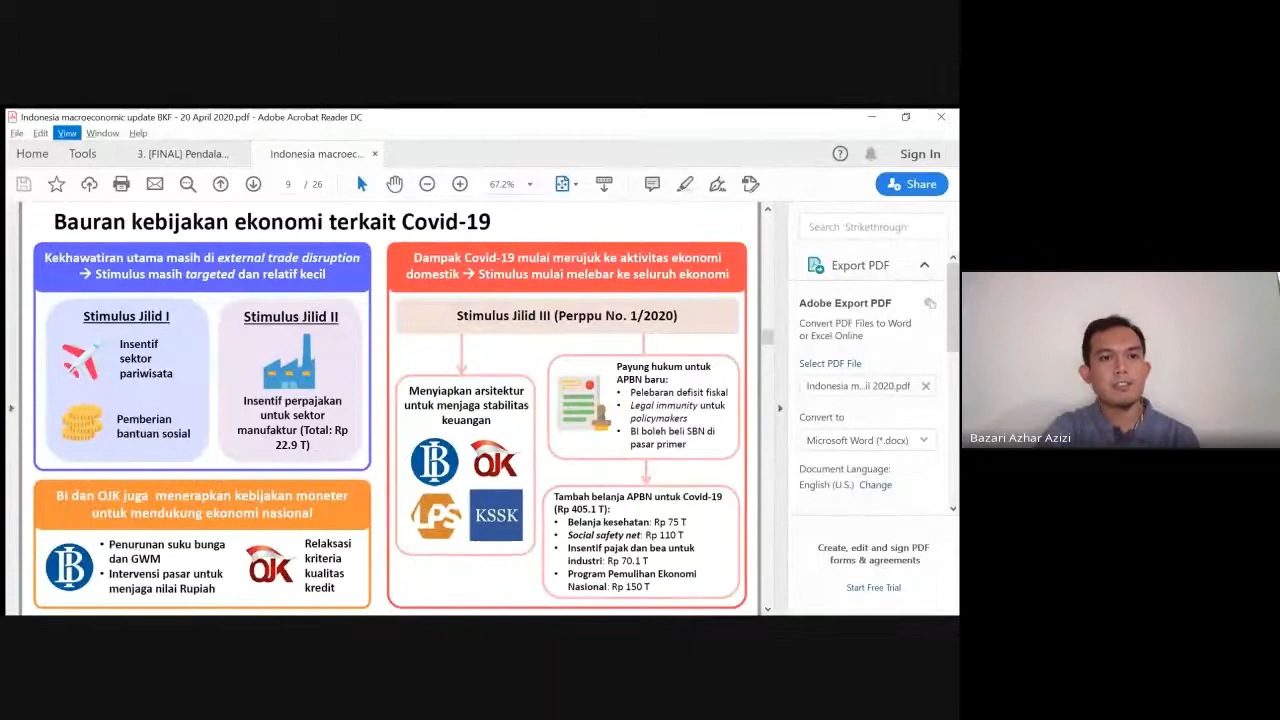 Indonesia macroeconomic update BKF - 20 April 2020.pdf - Adobe Acrobat Reader DC
File Edit View Window Help
Home Tools 3. [FINAL] Pendala... Indonesia macroec... × Sign In
9 / 26 67.2% Share
Bauran kebijakan ekonomi terkait Covid-19
Kekhawatiran utama masih di external trade disruption
→ Stimulus masih targeted dan relatif kecil
Stimulus Jilid I
Insentif
sektor
pariwisata
Pemberian
bantuan sosial
Stimulus Jilid II
Insentif perpajakan
untuk sektor
manufaktur (Total: Rp
22.9 T)
BI dan OJK juga menerapkan kebijakan moneter
untuk mendukung ekonomi nasional
• Penurunan suku bunga
dan GWM
• Intervensi pasar untuk
menjaga nilai Rupiah
OJK
Relaksasi
kriteria
kualitas
kredit
Dampak Covid-19 mulai merujuk ke aktivitas ekonomi
domestik → Stimulus mulai melebar ke seluruh ekonomi
Stimulus Jilid III (Perppu No. 1/2020)
Menyiapkan arsitektur
untuk menjaga stabilitas
keuangan
OJK
LPS KSSK
Payung hukum untuk
APBN baru:
• Pelebaran defisit fiskal
• Legal immunity untuk
policymakers
• BI boleh beli SBN di
pasar primer
Tambah belanja APBN untuk Covid-19
(Rp 405.1 T):
• Belanja kesehatan: Rp 75 T
• Social safety net: Rp 110 T
• Insentif pajak dan bea untuk
industri: Rp 70.1 T
• Program Pemulihan Ekonomi
Nasional: Rp 150 T
Search 'Strikethrough'
Export PDF
Adobe Export PDF
Convert PDF Files to Word
or Excel Online
Select PDF File
Indonesia m...il 2020.pdf ×
Convert to
Microsoft Word (*.docx)
Document Language:
English (U.S.) Change
Create, edit and sign PDF
forms & agreements
Start Free Trial
Bazari Azhar Azizi